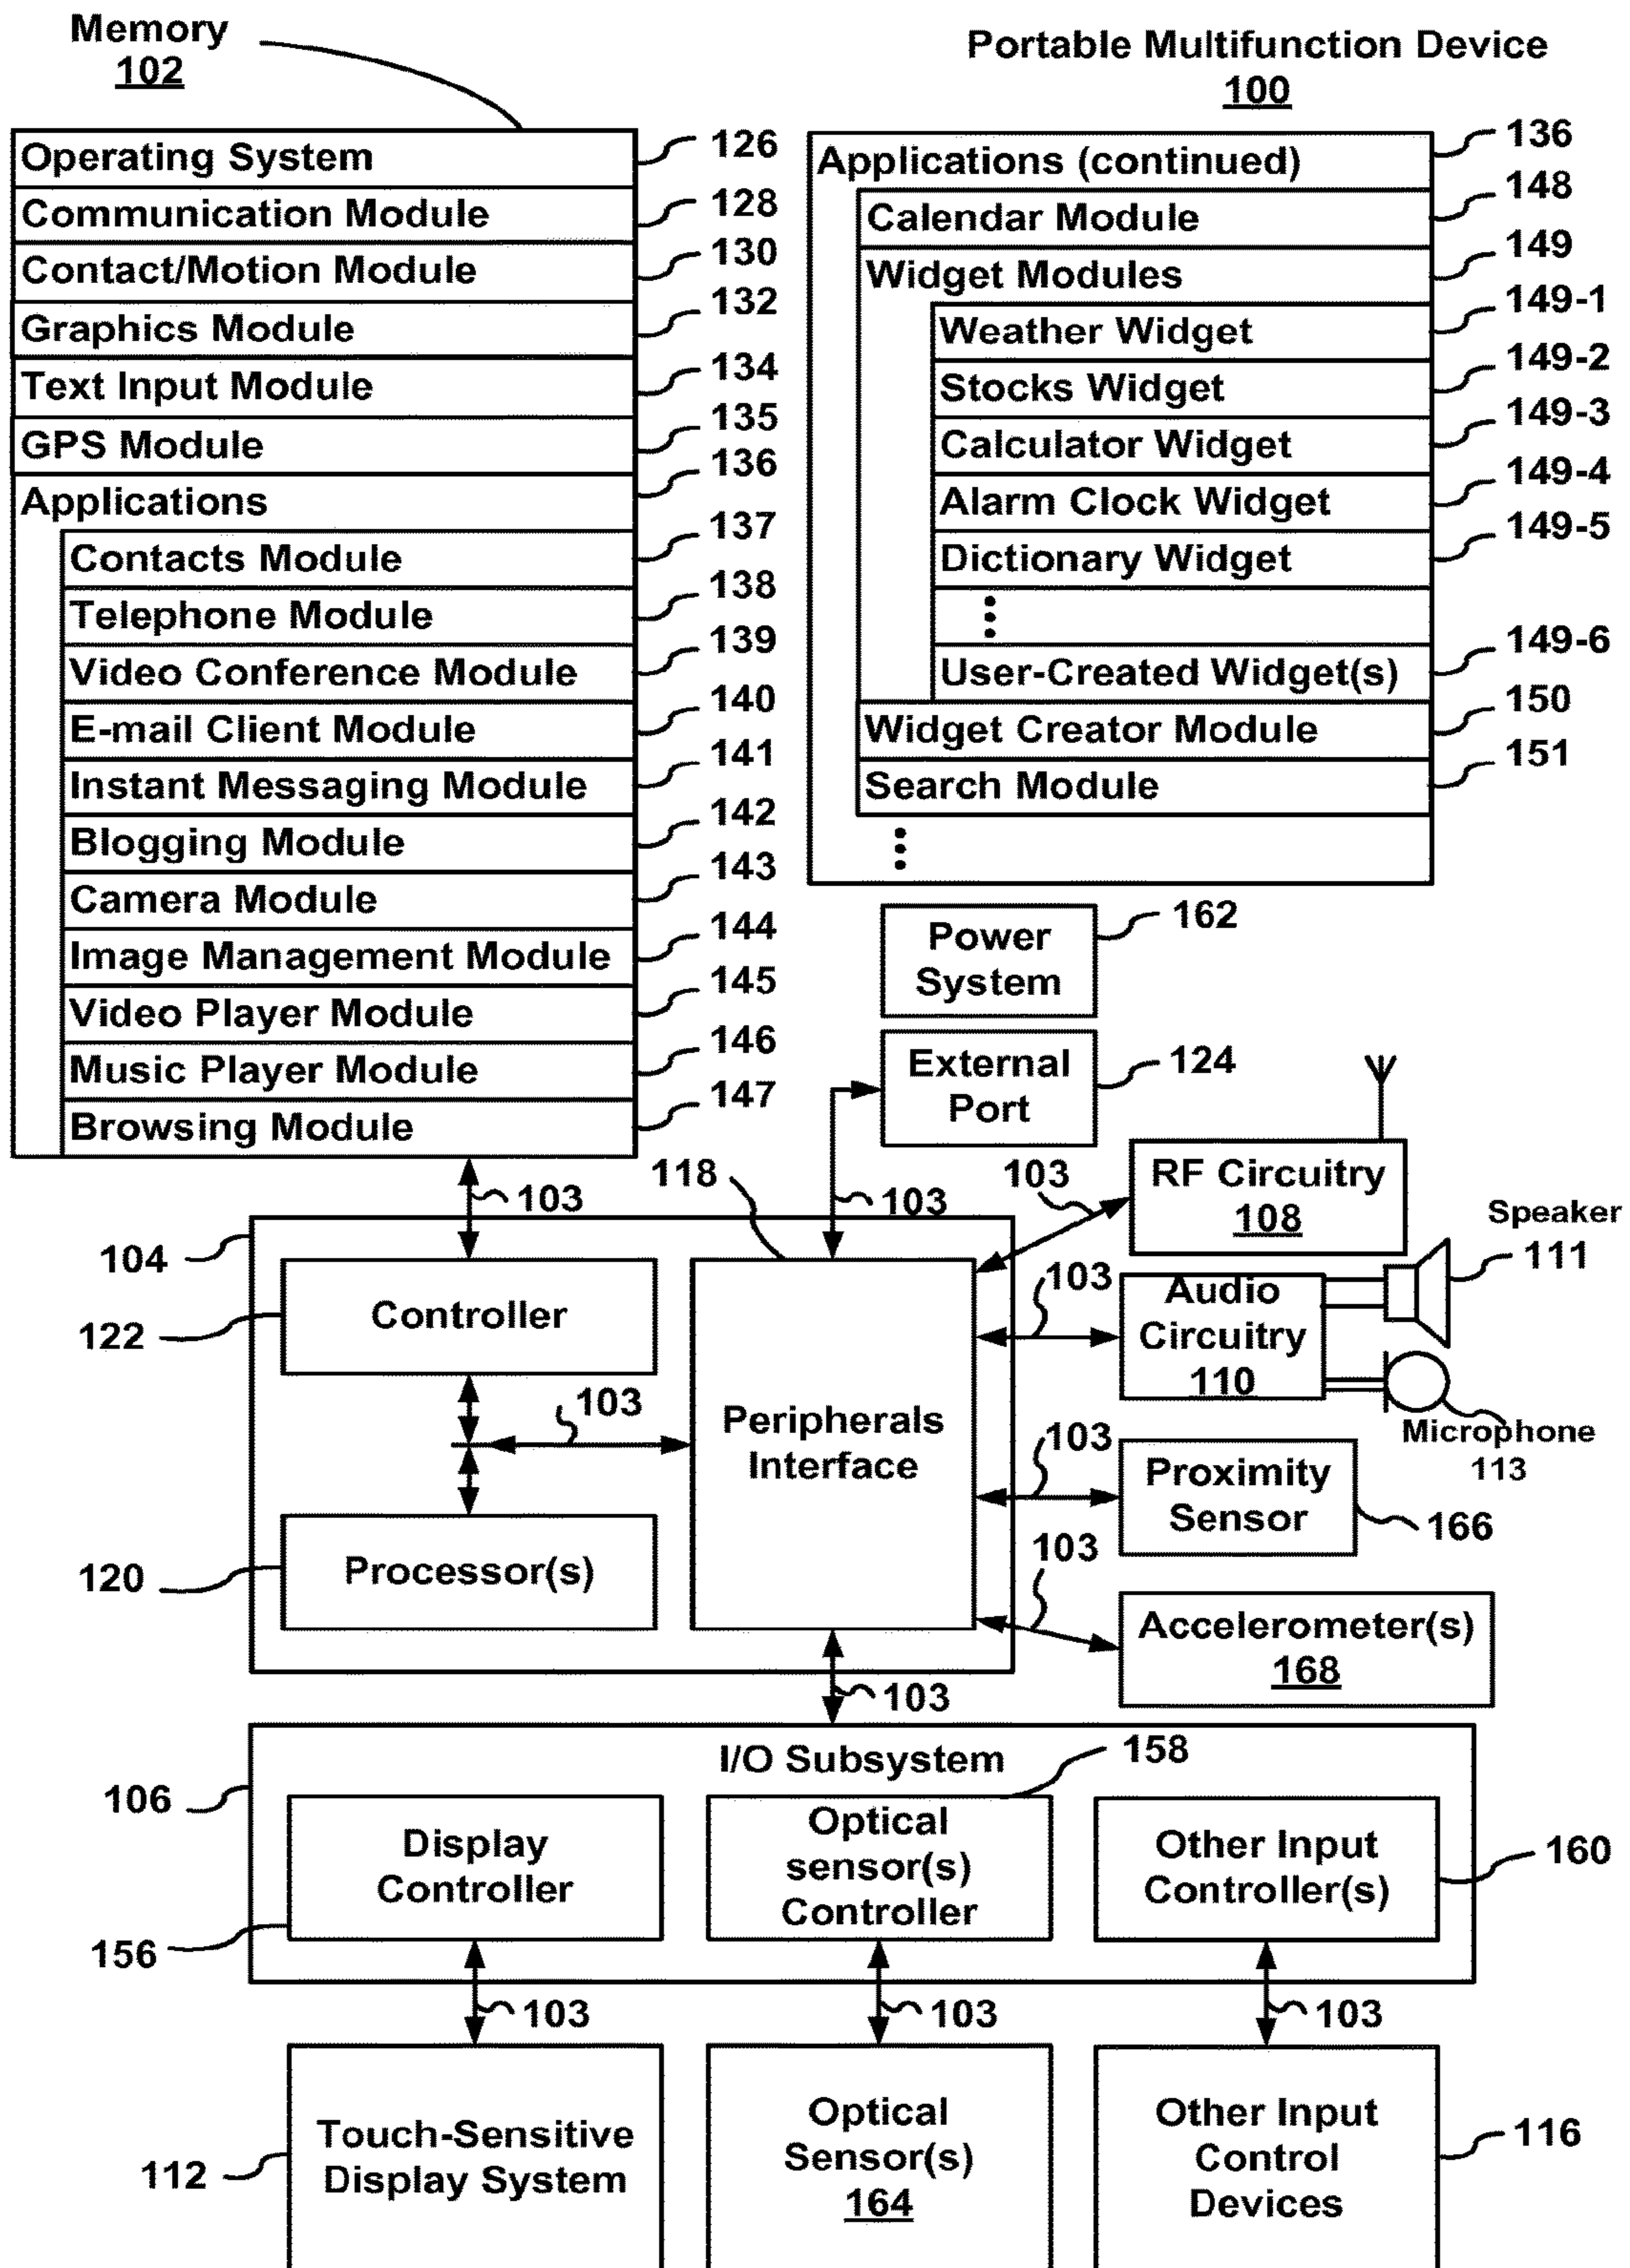 Memory
102
Portable Multifunction Device
100
Operating System
126
Communication Module
128
Contact/Motion Module
130
Graphics Module
132
Text Input Module
134
GPS Module
135
Applications
136
Contacts Module
137
Telephone Module
138
Video Conference Module
139
E-mail Client Module
140
Instant Messaging Module
141
Blogging Module
142
Camera Module
143
Image Management Module
144
Video Player Module
145
Music Player Module
146
Browsing Module
147
Applications (continued)
136
Calendar Module
148
Widget Modules
149
Weather Widget
149-1
Stocks Widget
149-2
Calculator Widget
149-3
Alarm Clock Widget
149-4
Dictionary Widget
149-5
User-Created Widget(s)
149-6
Widget Creator Module
150
Search Module
151
Power
System
162
External
Port
124
103
118
103
103
RF Circuitry
108
Speaker
111
104
Controller
122
103
Audio
Circuitry
110
Microphone
113
103
Peripherals
Interface
103
Proximity
Sensor
166
Processor(s)
120
103
Accelerometer(s)
168
103
I/O Subsystem
106
158
Display
Controller
156
Optical
sensor(s)
Controller
Other Input
Controller(s)
160
103
103
103
Touch-Sensitive
Display System
112
Optical
Sensor(s)
164
Other Input
Control
Devices
116